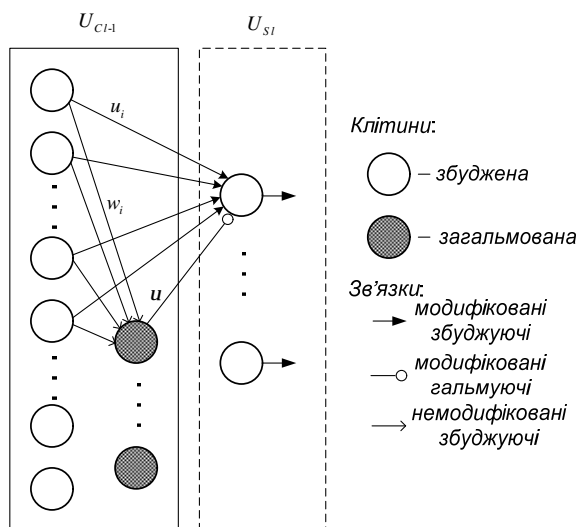 U_{Cl-1}
U_{Sl}
u_i
w_i
u
Клітини:
– збуджена
– загальмована
Зв'язки:
модифіковані
збуджуючі
модифіковані
гальмуючі
немодифіковані
збуджуючі